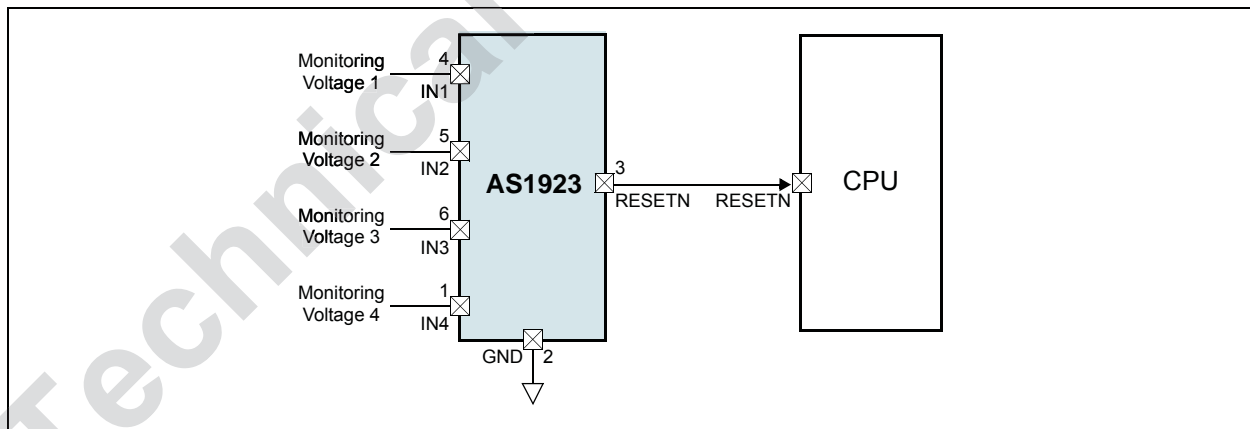 Monitoring
Voltage 1
4
IN1
Monitoring
Voltage 2
5
IN2
Monitoring
Voltage 3
6
IN3
Monitoring
Voltage 4
1
IN4
AS1923
GND 2
3
RESETN
RESETN
CPU
Technical